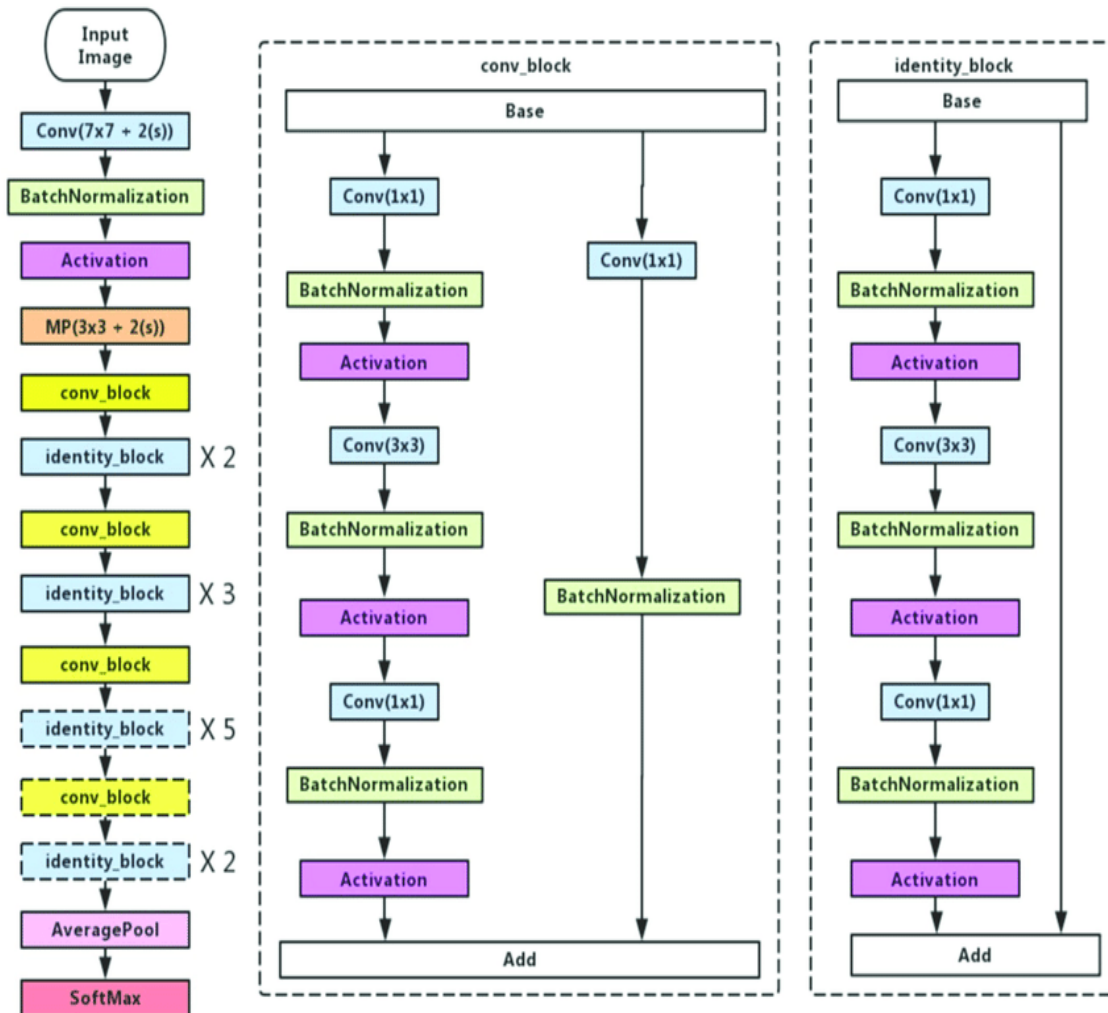 Input
Image
Conv(7x7 + 2(s))
BatchNormalization
Activation
MP(3x3 + 2(s))
conv_block
identity_block X 2
conv_block
identity_block X 3
conv_block
identity_block X 5
conv_block
identity_block X 2
AveragePool
SoftMax
conv_block
Base
Conv(1x1)
BatchNormalization
Activation
Conv(3x3)
BatchNormalization
Activation
Conv(1x1)
BatchNormalization
Activation
Conv(1x1)
BatchNormalization
Add
identity_block
Base
Conv(1x1)
BatchNormalization
Activation
Conv(3x3)
BatchNormalization
Activation
Conv(1x1)
BatchNormalization
Activation
Add